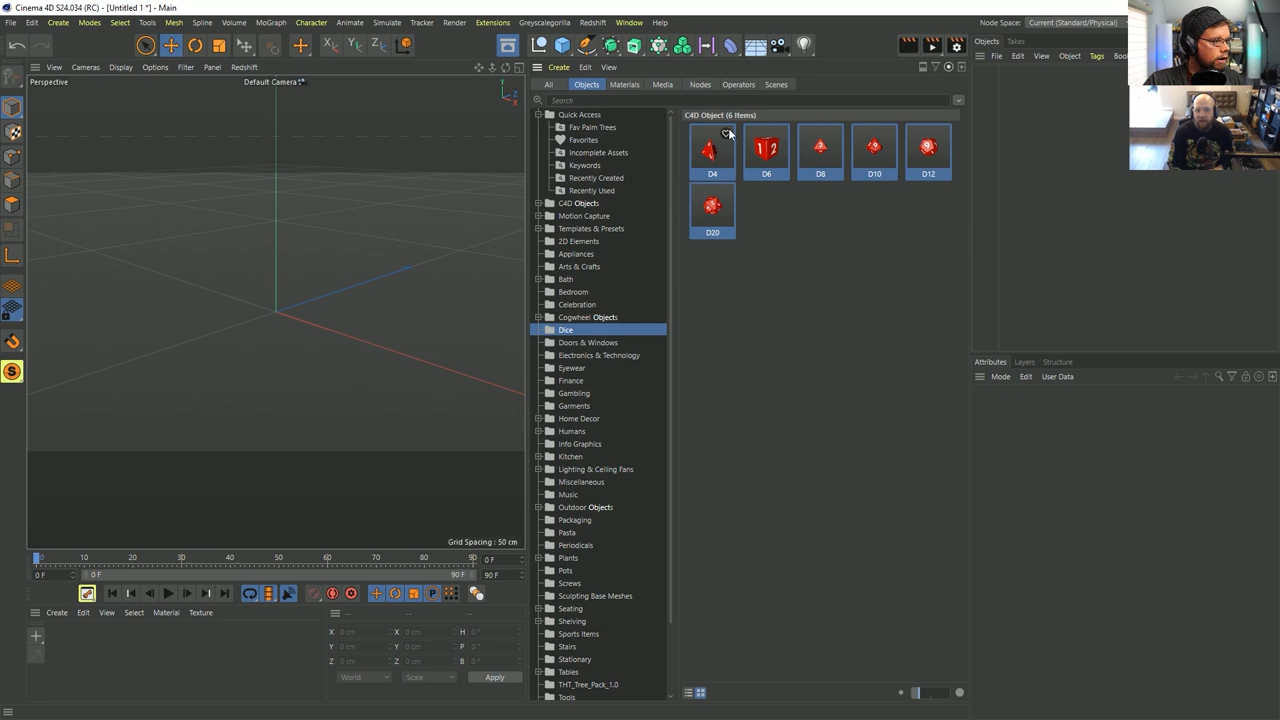 Cinema 4D S24.034 (RC) - [Untitled 1 *] - Main
File Edit Create Modes Select Tools Mesh Spline Volume MoGraph Character Animate Simulate Tracker Render Extensions Greyscalegorilla Redshift Window Help
Node Space: Current (Standard/Physical)
Objects Takes
File Edit View Object Tags
View Cameras Display Options Filter Panel Redshift
Perspective
Default Camera
Y
X
Grid Spacing : 50 cm
Create Edit View
All Objects Materials Media Nodes Operators Scenes
Search
Quick Access
Fav Palm Trees
Favorites
Incomplete Assets
Keywords
Recently Created
Recently Used
C4D Objects
Motion Capture
Templates & Presets
2D Elements
Appliances
Arts & Crafts
Bath
Bedroom
Celebration
Cogwheel Objects
Dice
Doors & Windows
Electronics & Technology
Eyewear
Finance
Gambling
Garments
Home Decor
Humans
Info Graphics
Kitchen
Lighting & Ceiling Fans
Miscellaneous
Music
Outdoor Objects
Packaging
Pasta
Periodicals
Plants
Pots
Screws
Sculpting Base Meshes
Seating
Shelving
Sports Items
Stairs
Stationary
Tables
THT_Tree_Pack_1.0
Tools
C4D Object (6 Items)
D4 D6 D8 D10 D12
D20
Attributes Layers Structure
Mode Edit User Data
0 10 20 30 40 50 60 70 80 90 0 F
0 F 0 F 90 F 90 F
Create Edit View Select Material Texture
X 0 cm X 0 cm H 0 °
Y 0 cm Y 0 cm P 0 °
Z 0 cm Z 0 cm B 0 °
World Scale Apply